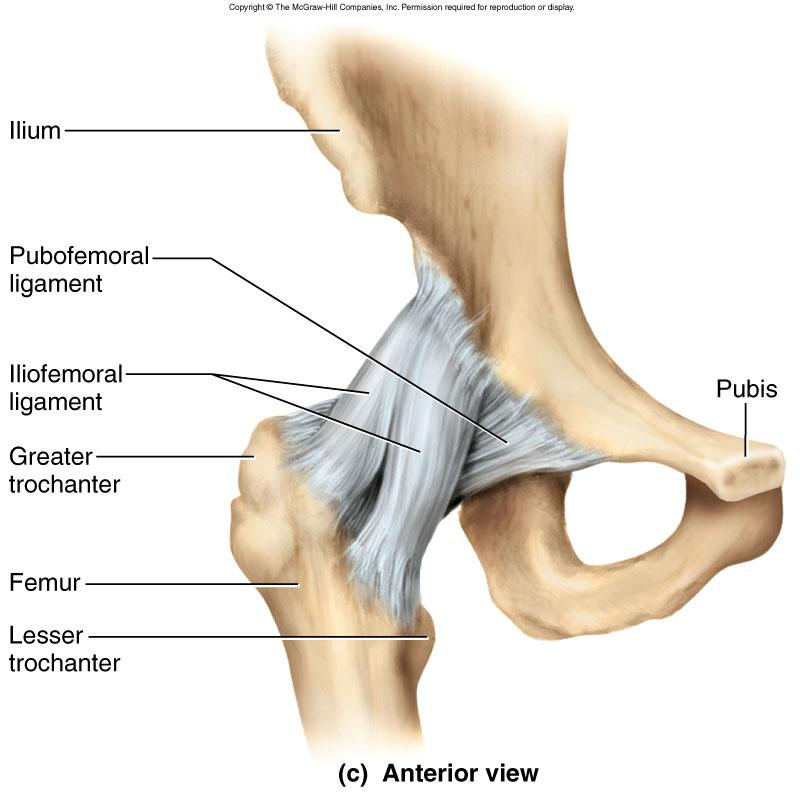 Copyright © The McGraw-Hill Companies, Inc. Permission required for reproduction or display.
Ilium
Pubofemoral
ligament
Iliofemoral
ligament
Pubis
Greater
trochanter
Femur
Lesser
trochanter
(c) Anterior view